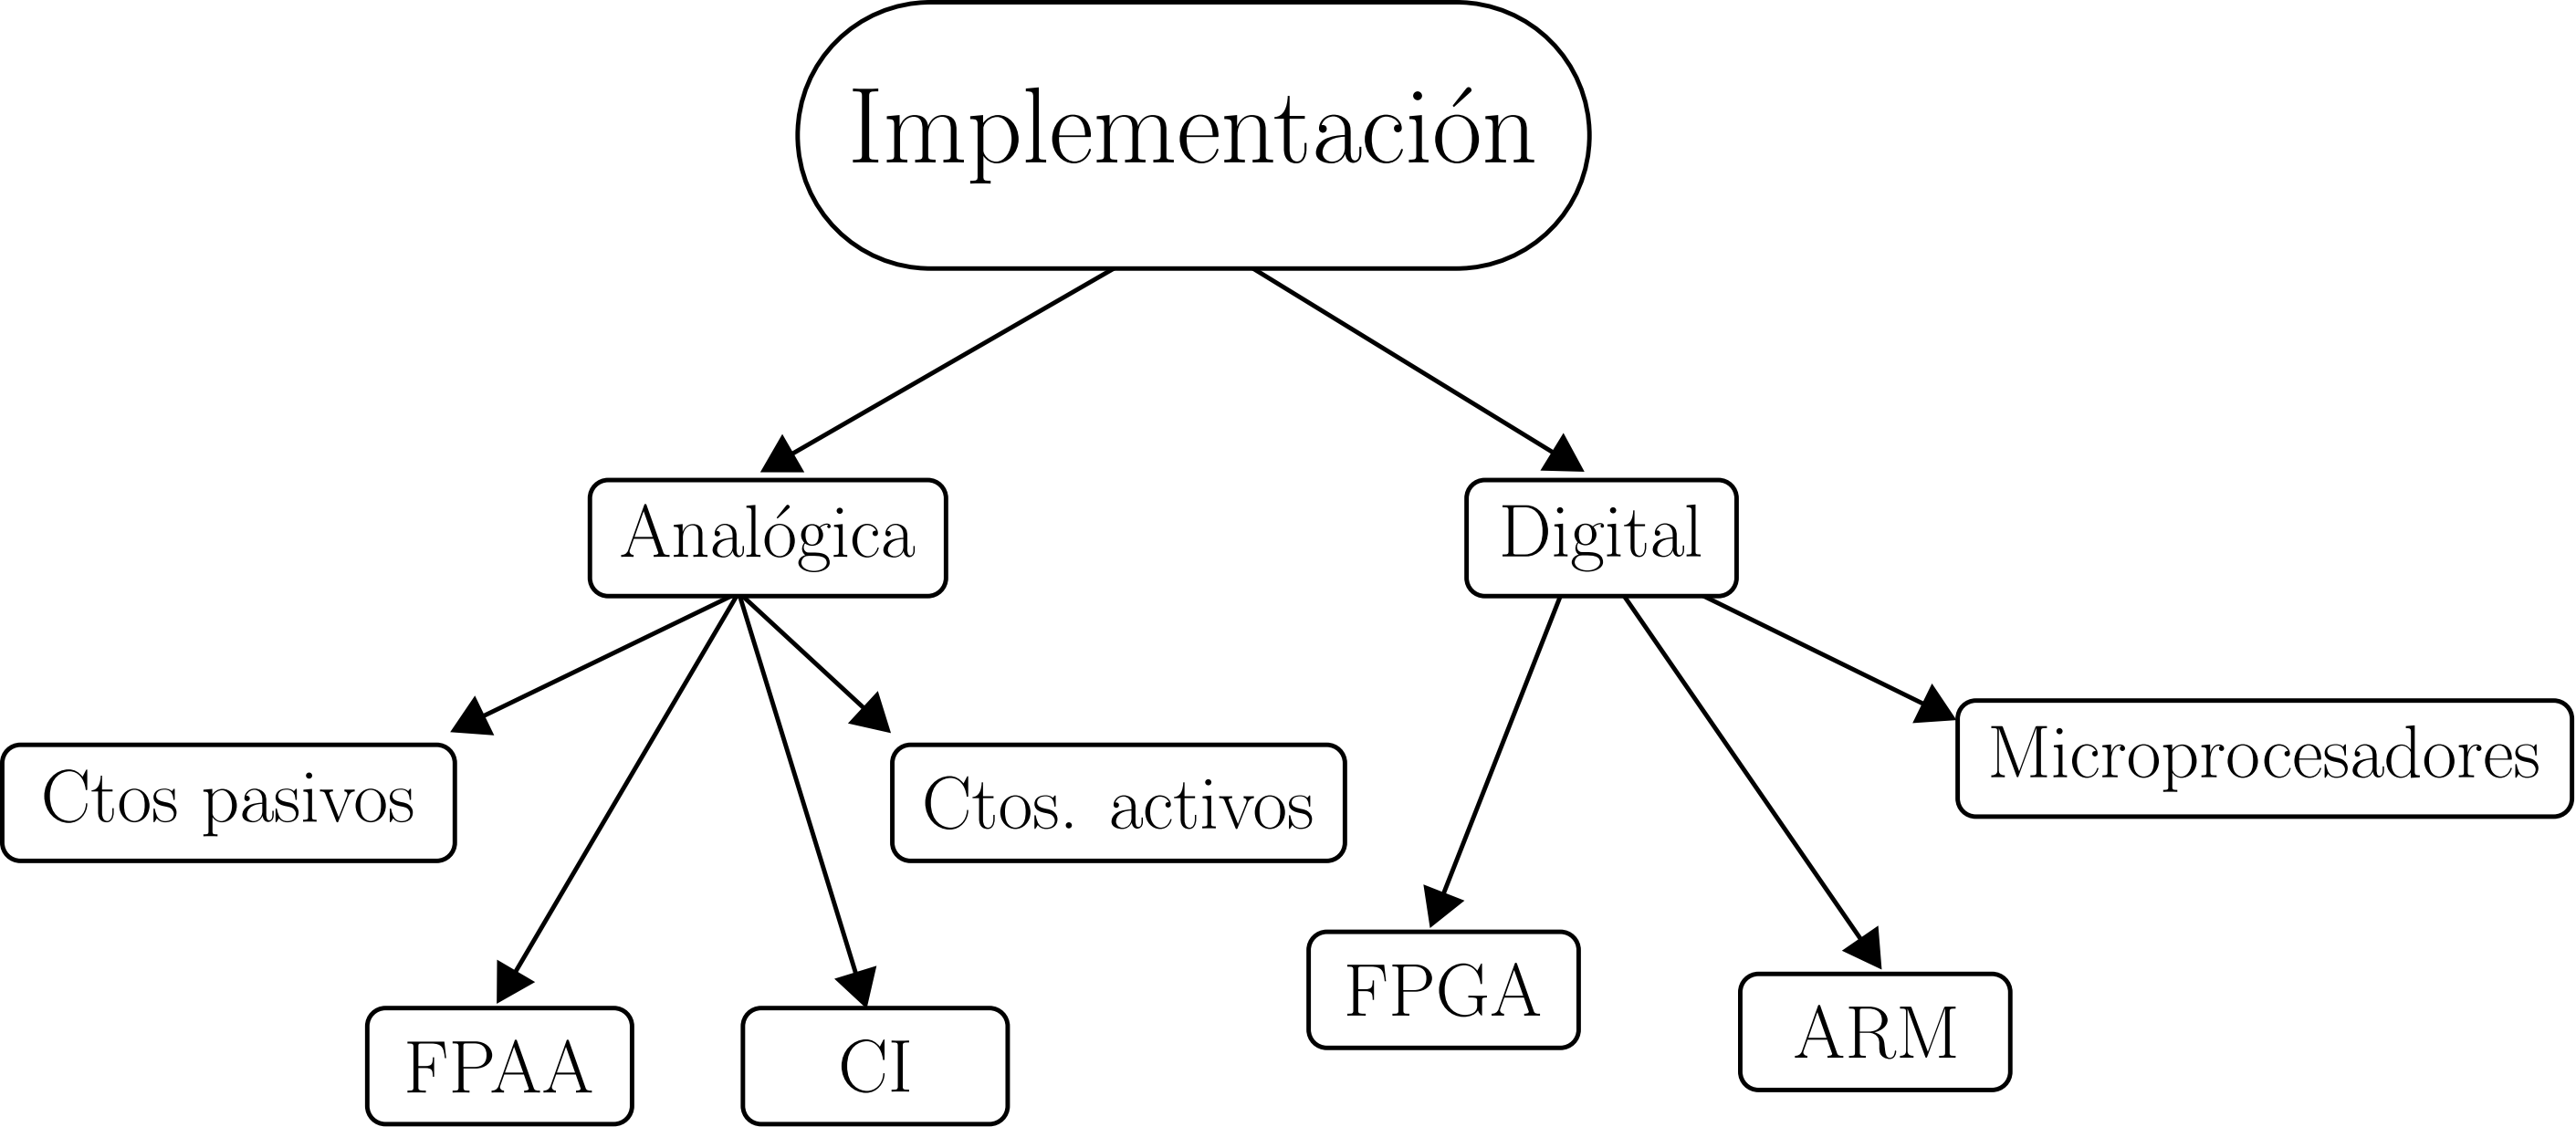 Implementación
Analógica
Digital
Ctos pasivos
Ctos. activos
Microprocesadores
FPAA
CI
FPGA
ARM